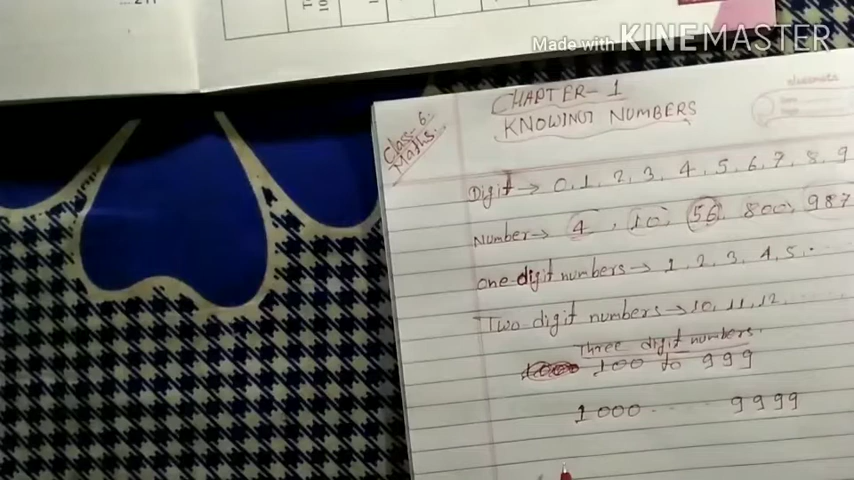 Made with KINEMASTER
CHAPTER-1
KNOWING NUMBERS
Class-6
Maths
Digit → 0, 1, 2, 3, 4, 5, 6, 7, 8, 9
Number → 4, 10, 56, 800, 987
One-digit numbers → 1, 2, 3, 4, 5 . .
Two-digit numbers → 10, 11, 12, . . . . .
Three digit numbers.
100 to 999
1000 . . . . . 9999